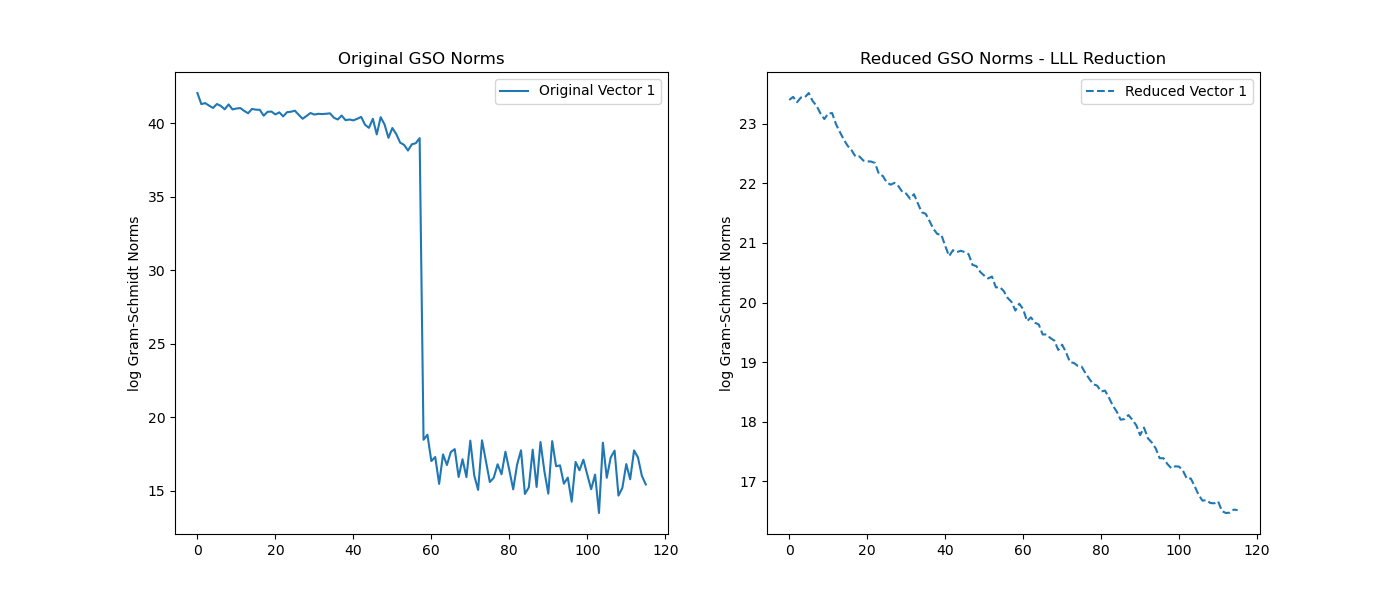 Original GSO Norms
Original Vector 1
log Gram-Schmidt Norms
40
35
30
25
20
15
0 20 40 60 80 100 120
Reduced GSO Norms - LLL Reduction
Reduced Vector 1
log Gram-Schmidt Norms
23
22
21
20
19
18
17
0 20 40 60 80 100 120